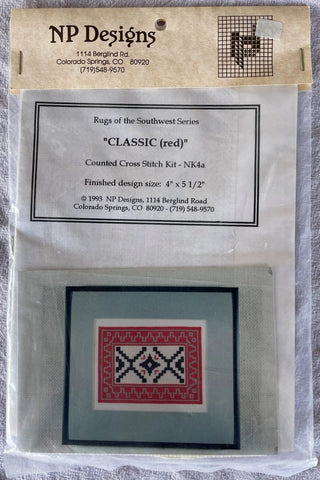 NP Designs
1114 Berglind Rd.
Colorado Springs, CO 80920
(719)548-9570
Rugs of the Southwest Series
"CLASSIC (red)"
Counted Cross Stitch Kit - NK4a
Finished design size: 4" x 5 1/2"
© 1993 NP Designs, 1114 Berglind Road
Colorado Springs, CO 80920 - (719) 548-9570